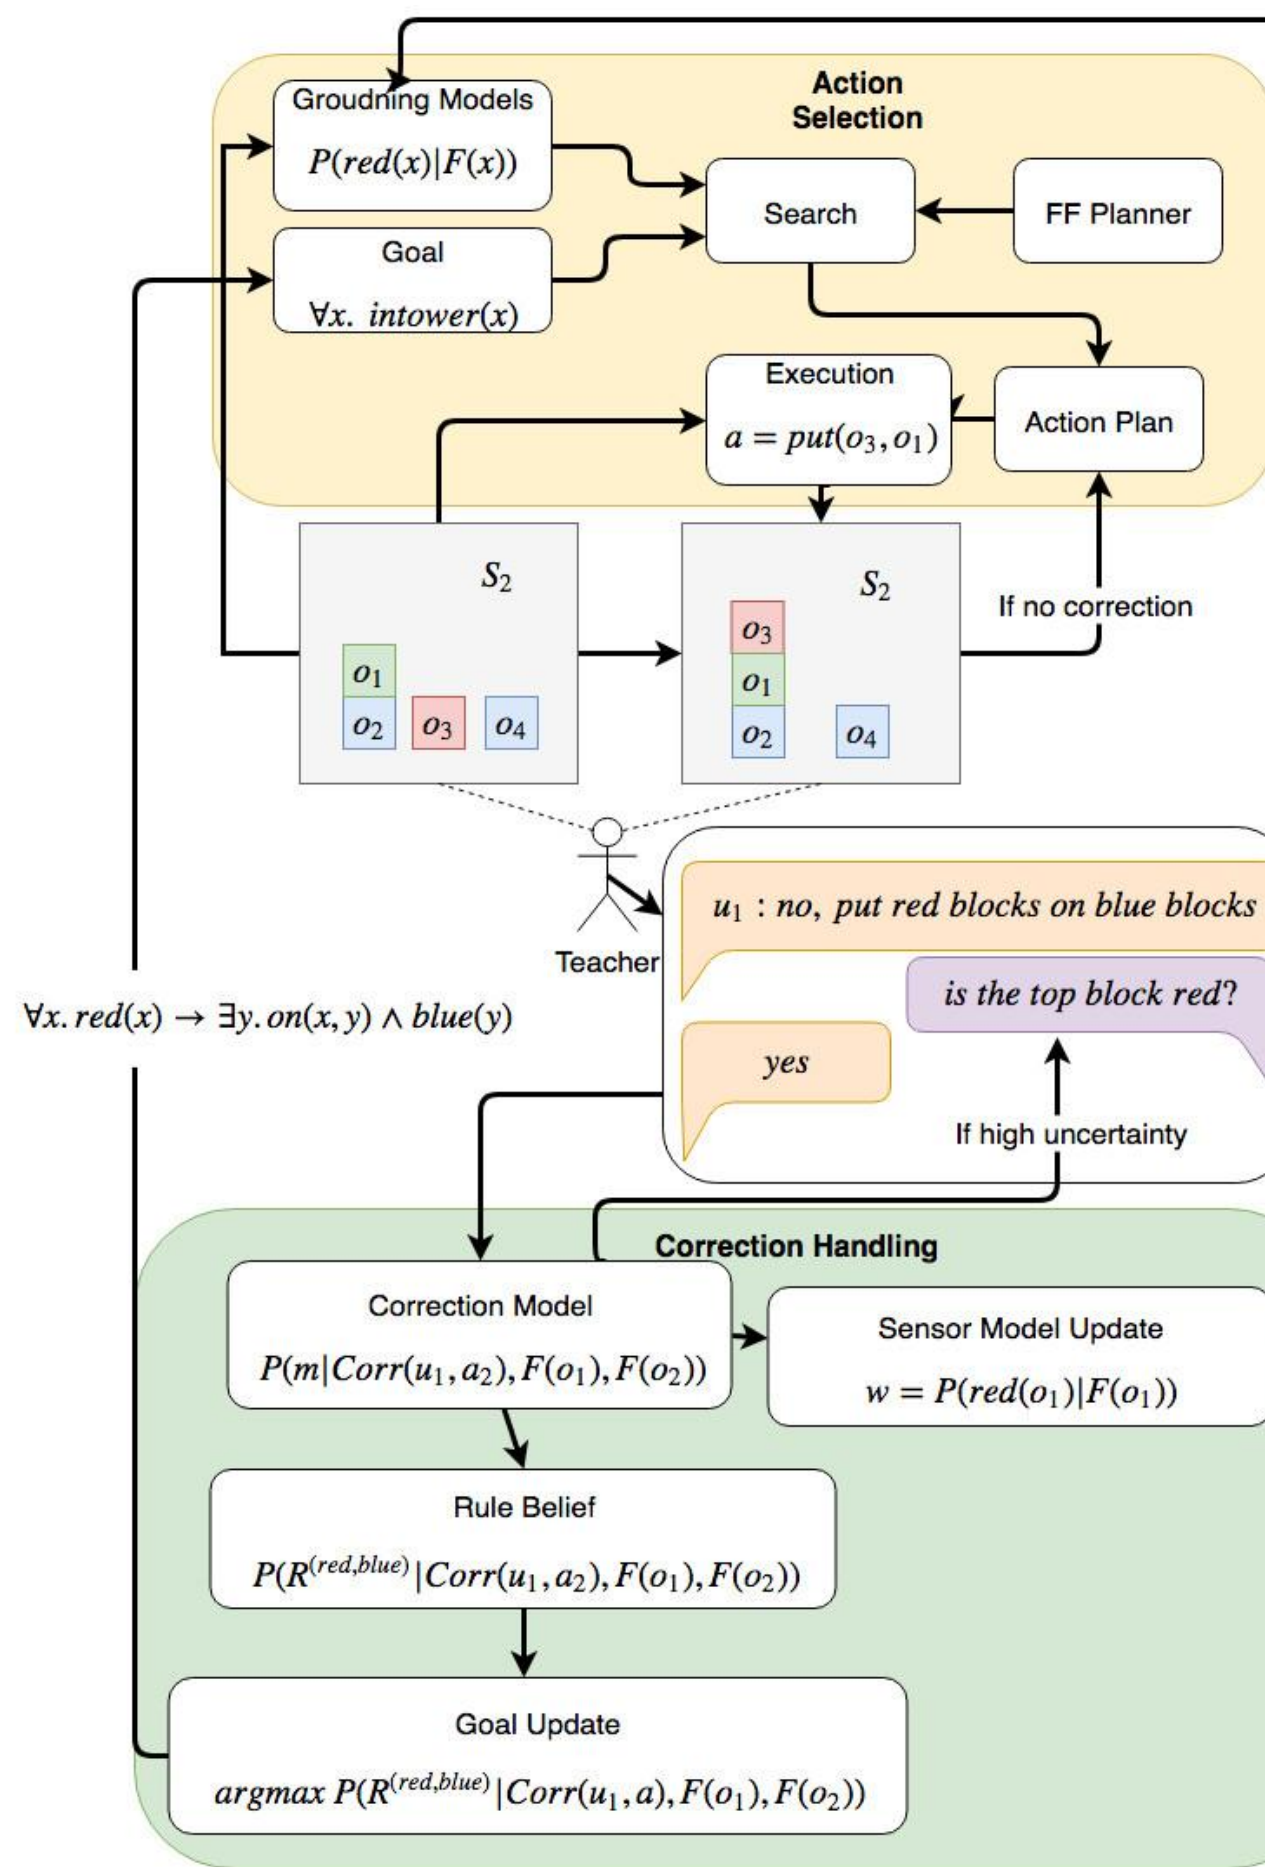 Action
Selection
Groudning Models
P(red(x)|F(x))
Search
FF Planner
Goal
∀x. intower(x)
Execution
a = put(o₃, o₁)
Action Plan
S₂
o₁
o₂
o₃
o₄
S₂
o₃
o₁
o₂
o₄
If no correction
Teacher
u₁ : no, put red blocks on blue blocks
is the top block red?
yes
If high uncertainty
∀x. red(x) → ∃y. on(x, y) ∧ blue(y)
Correction Handling
Correction Model
P(m|Corr(u₁, a₂), F(o₁), F(o₂))
Sensor Model Update
w = P(red(o₁)|F(o₁))
Rule Belief
P(R^(red,blue)|Corr(u₁, a₂), F(o₁), F(o₂))
Goal Update
argmax P(R^(red,blue)|Corr(u₁, a), F(o₁), F(o₂))